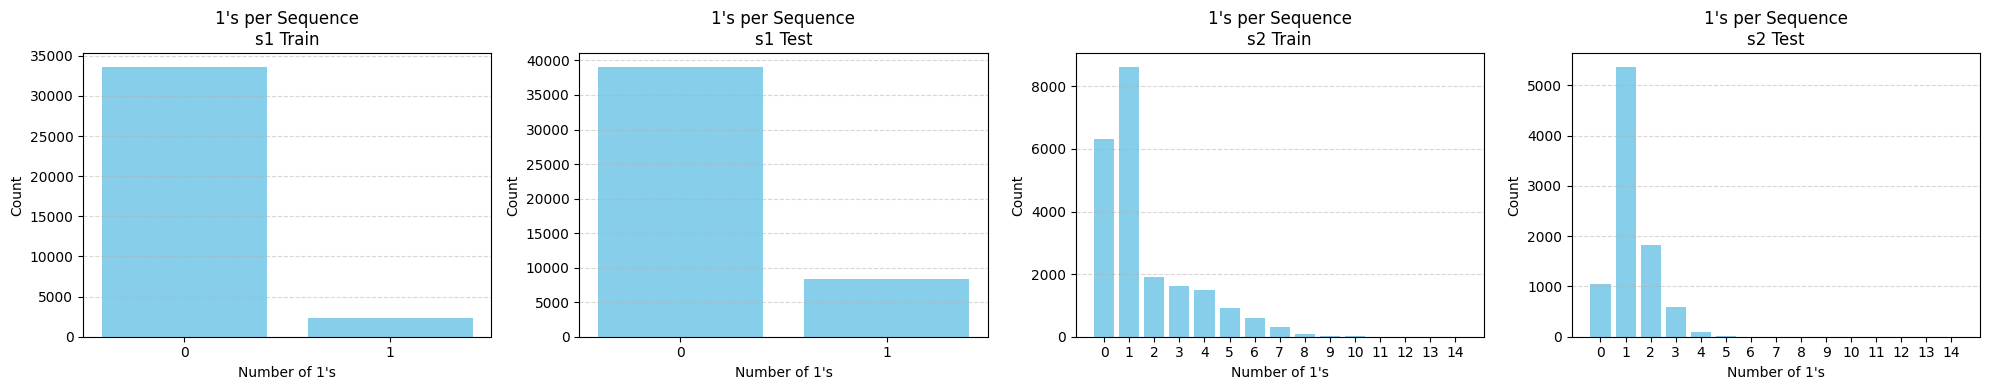 1's per Sequence
s1 Train
35000
30000
25000
20000
15000
10000
5000
0
Count
0 1
Number of 1's
1's per Sequence
s1 Test
40000
35000
30000
25000
20000
15000
10000
5000
0
Count
0 1
Number of 1's
1's per Sequence
s2 Train
8000
6000
4000
2000
0
Count
0 1 2 3 4 5 6 7 8 9 10 11 12 13 14
Number of 1's
1's per Sequence
s2 Test
5000
4000
3000
2000
1000
0
Count
0 1 2 3 4 5 6 7 8 9 10 11 12 13 14
Number of 1's